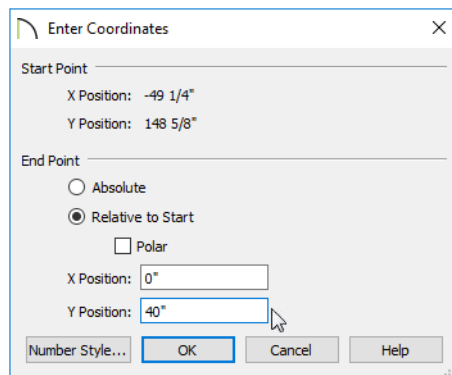 Enter Coordinates
Start Point
X Position: -49 1/4"
Y Position: 148 5/8"
End Point
Absolute
Relative to Start
Polar
X Position: 0"
Y Position: 40"
Number Style... OK Cancel Help